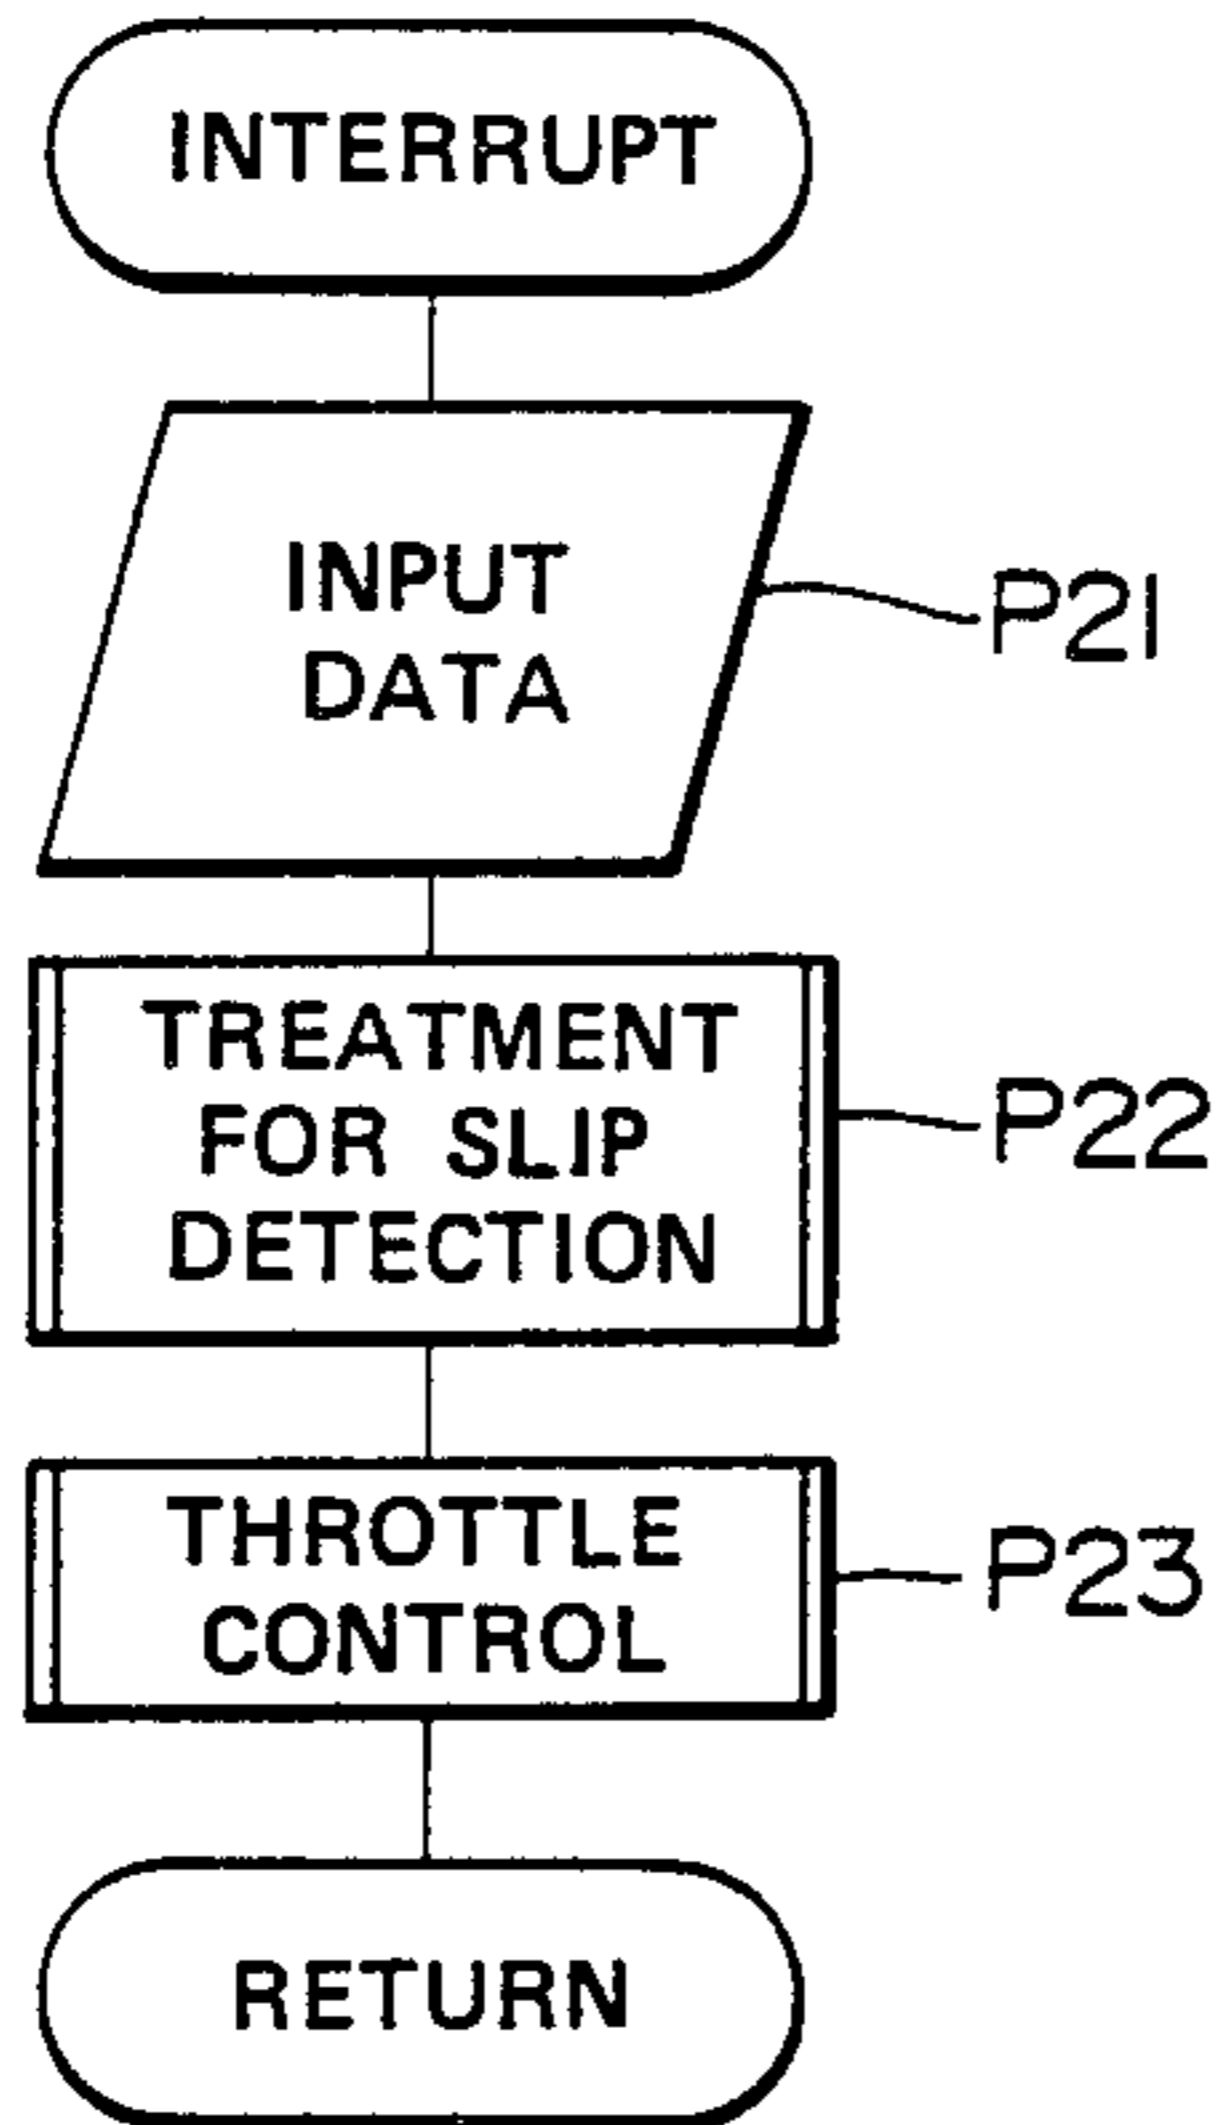 INTERRUPT
INPUT
DATA
P21
TREATMENT
FOR SLIP
DETECTION
P22
THROTTLE
CONTROL
P23
RETURN